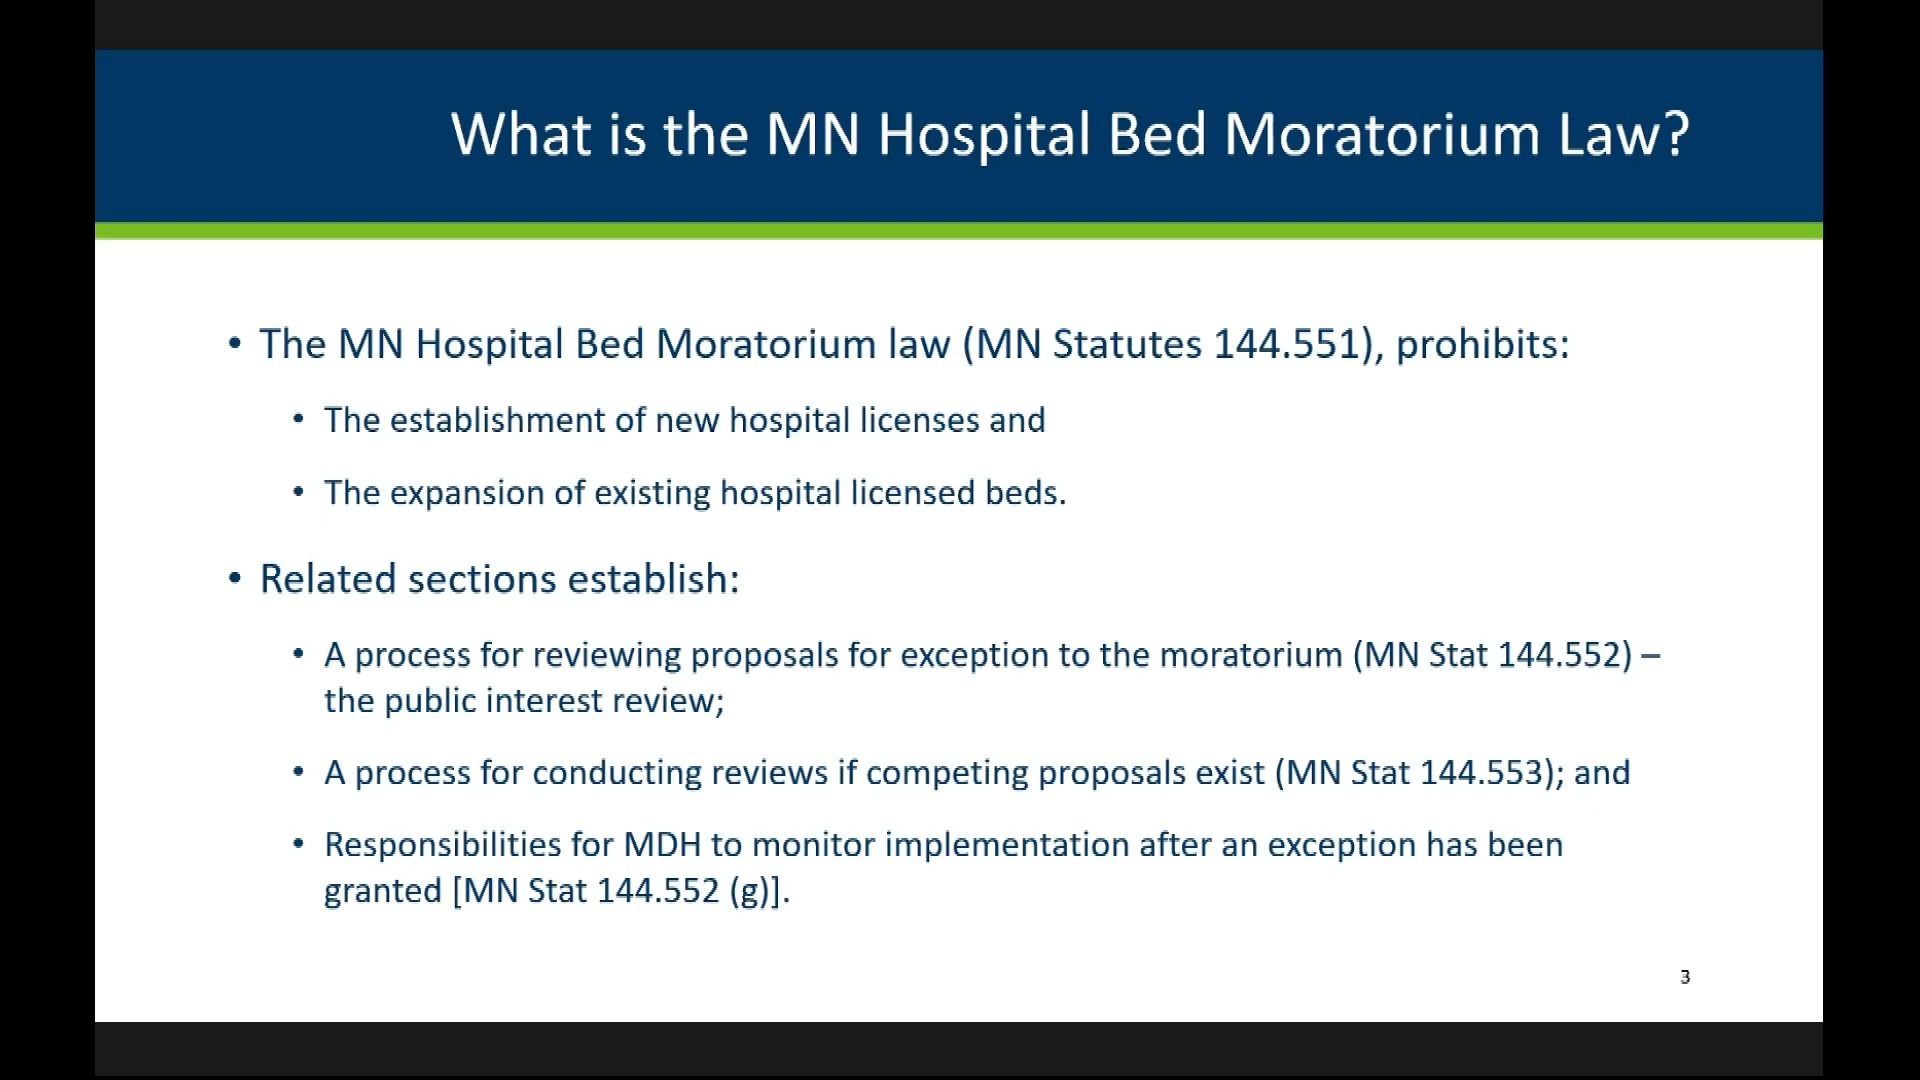 What is the MN Hospital Bed Moratorium Law?
• The MN Hospital Bed Moratorium law (MN Statutes 144.551), prohibits:
• The establishment of new hospital licenses and
• The expansion of existing hospital licensed beds.
• Related sections establish:
• A process for reviewing proposals for exception to the moratorium (MN Stat 144.552) –
the public interest review;
• A process for conducting reviews if competing proposals exist (MN Stat 144.553); and
• Responsibilities for MDH to monitor implementation after an exception has been
granted [MN Stat 144.552 (g)].
3